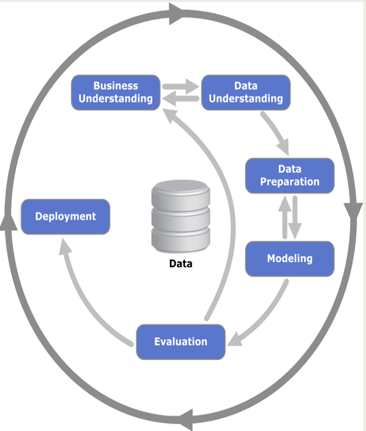 Business
Understanding
Data
Understanding
Data
Preparation
Deployment
Data
Modeling
Evaluation